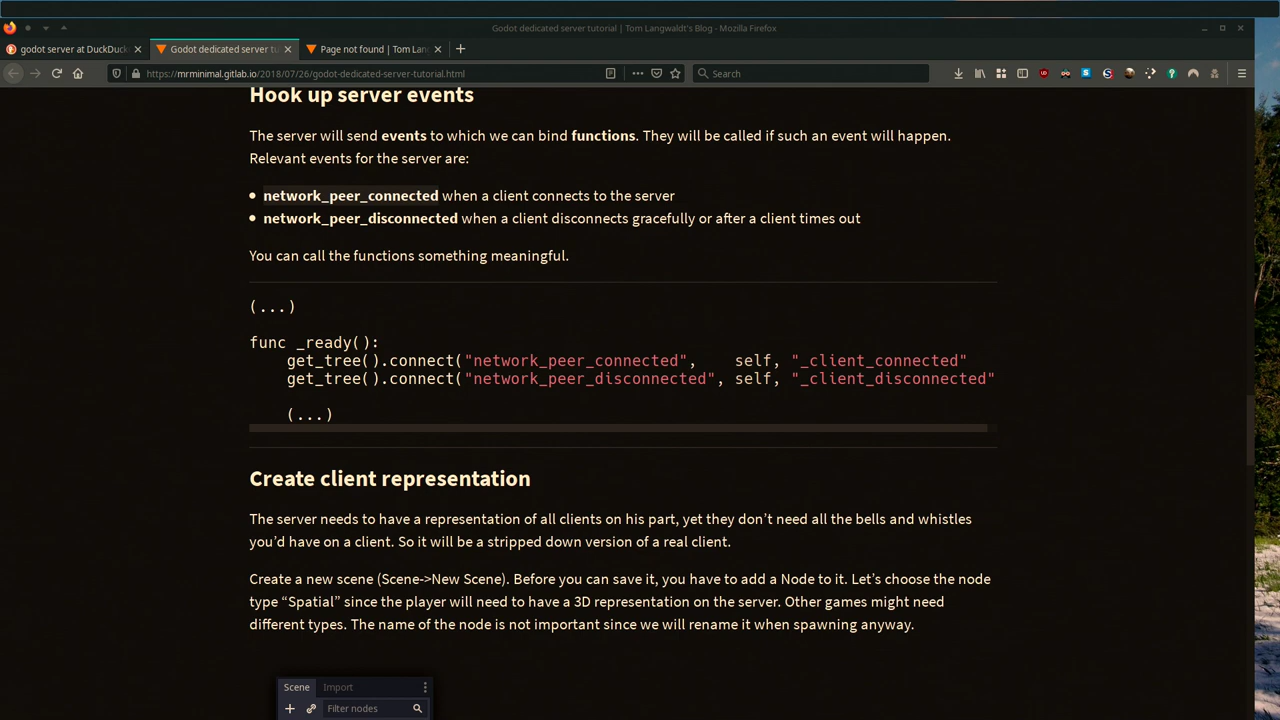 Godot dedicated server tutorial | Tom Langwaldt's Blog - Mozilla Firefox
godot server at DuckDuck
Godot dedicated server tu
Page not found | Tom Lan
https://mrminimal.gitlab.io/2018/07/26/godot-dedicated-server-tutorial.html
Search
Hook up server events
The server will send events to which we can bind functions. They will be called if such an event will happen.
Relevant events for the server are:
network_peer_connected when a client connects to the server
network_peer_disconnected when a client disconnects gracefully or after a client times out
You can call the functions something meaningful.
(...)
func _ready():
get_tree().connect("network_peer_connected",    self, "_client_connected"
get_tree().connect("network_peer_disconnected", self, "_client_disconnected"
(...)
Create client representation
The server needs to have a representation of all clients on his part, yet they don’t need all the bells and whistles
you’d have on a client. So it will be a stripped down version of a real client.
Create a new scene (Scene->New Scene). Before you can save it, you have to add a Node to it. Let’s choose the node
type “Spatial” since the player will need to have a 3D representation on the server. Other games might need
different types. The name of the node is not important since we will rename it when spawning anyway.
Scene
Import
Filter nodes